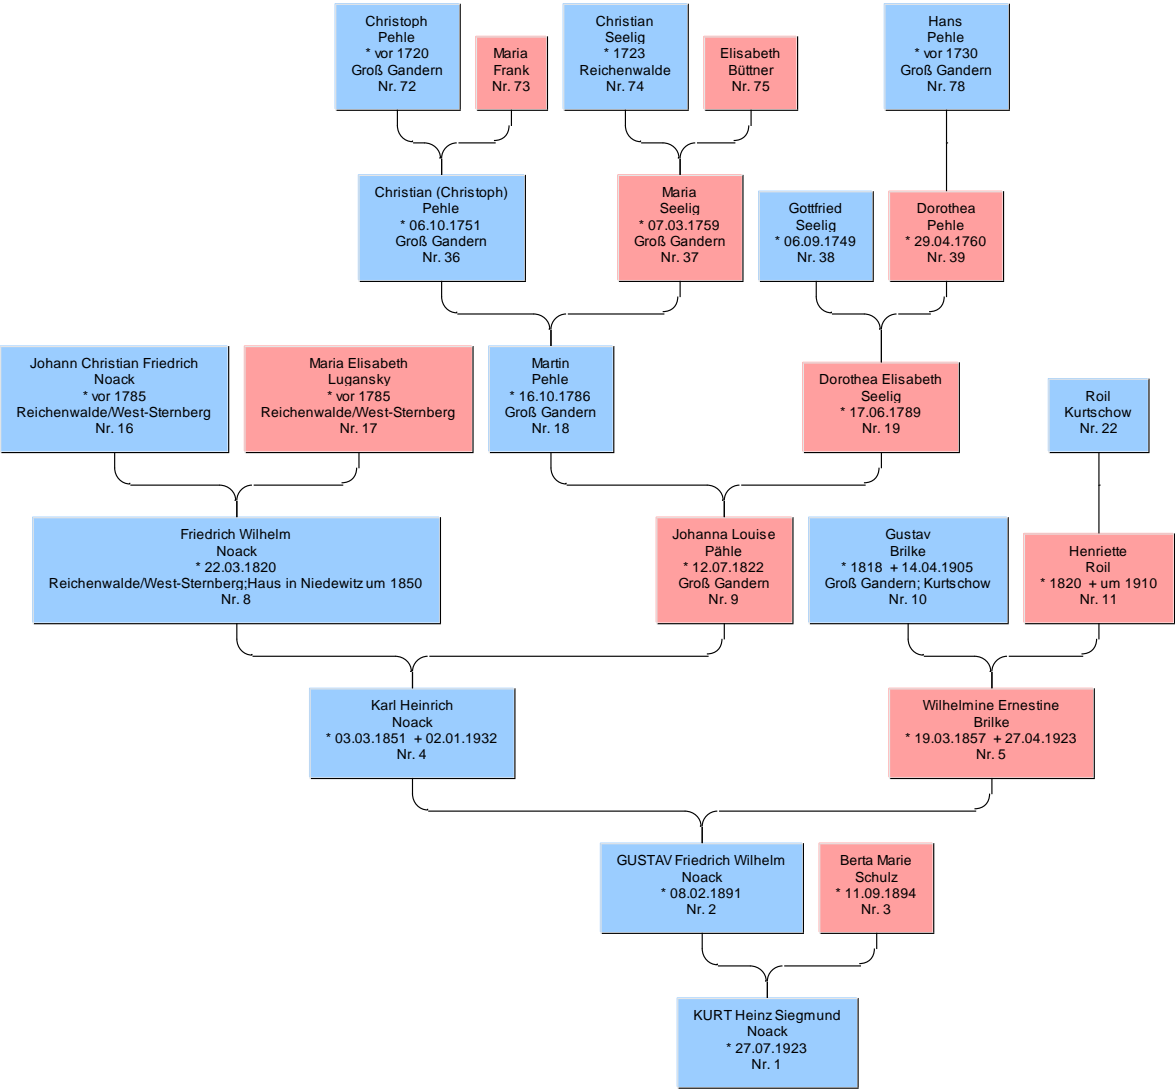 Christoph
Pehle
* vor 1720
Groß Gandern
Nr. 72
Maria
Frank
Nr. 73
Christian
Seelig
* 1723
Reichenwalde
Nr. 74
Elisabeth
Büttner
Nr. 75
Hans
Pehle
* vor 1730
Groß Gandern
Nr. 78
Christian (Christoph)
Pehle
* 06.10.1751
Groß Gandern
Nr. 36
Maria
Seelig
* 07.03.1759
Groß Gandern
Nr. 37
Gottfried
Seelig
* 06.09.1749
Nr. 38
Dorothea
Pehle
* 29.04.1760
Nr. 39
Johann Christian Friedrich
Noack
* vor 1785
Reichenwalde/West-Sternberg
Nr. 16
Maria Elisabeth
Lugansky
* vor 1785
Reichenwalde/West-Sternberg
Nr. 17
Martin
Pehle
* 16.10.1786
Groß Gandern
Nr. 18
Dorothea Elisabeth
Seelig
* 17.06.1789
Nr. 19
Roil
Kurtschow
Nr. 22
Friedrich Wilhelm
Noack
* 22.03.1820
Reichenwalde/West-Sternberg;Haus in Niedewitz um 1850
Nr. 8
Johanna Louise
Pähle
* 12.07.1822
Groß Gandern
Nr. 9
Gustav
Brilke
* 1818 + 14.04.1905
Groß Gandern; Kurtschow
Nr. 10
Henriette
Roil
* 1820 + um 1910
Nr. 11
Karl Heinrich
Noack
* 03.03.1851 + 02.01.1932
Nr. 4
Wilhelmine Ernestine
Brilke
* 19.03.1857 + 27.04.1923
Nr. 5
GUSTAV Friedrich Wilhelm
Noack
* 08.02.1891
Nr. 2
Berta Marie
Schulz
* 11.09.1894
Nr. 3
KURT Heinz Siegmund
Noack
* 27.07.1923
Nr. 1